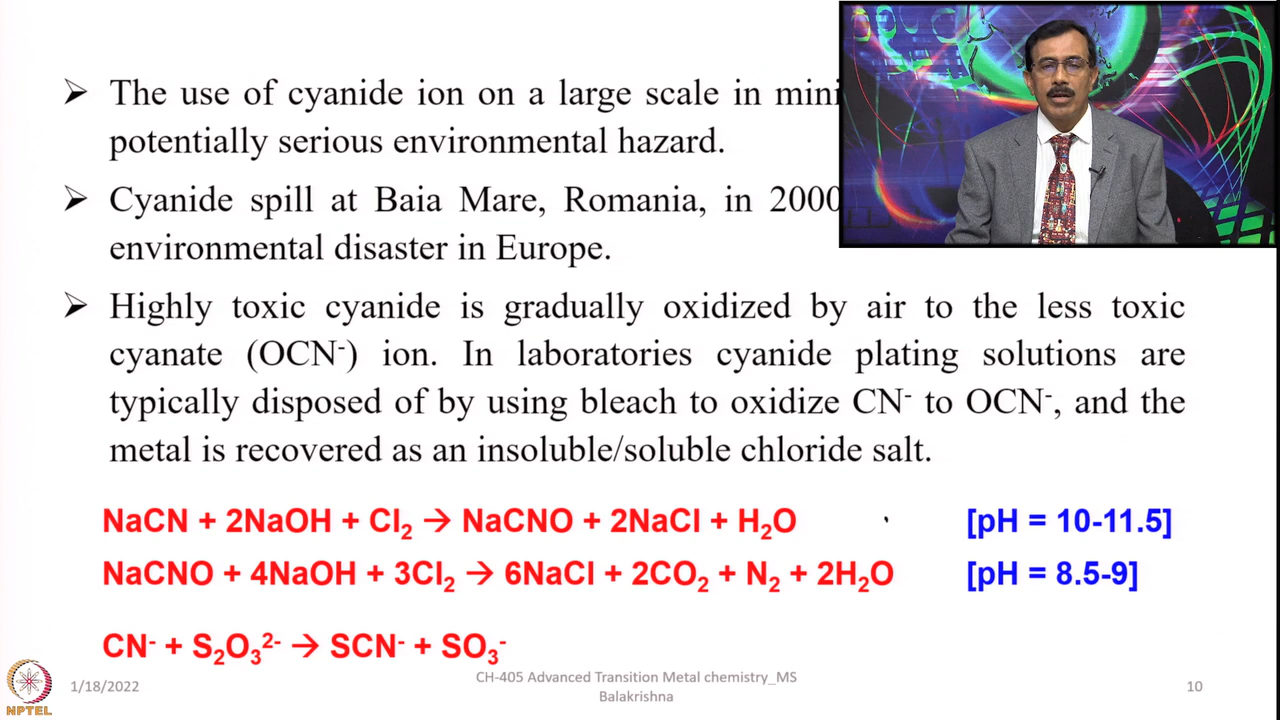 ➢ The use of cyanide ion on a large scale in mini
potentially serious environmental hazard.
➢ Cyanide spill at Baia Mare, Romania, in 2000
environmental disaster in Europe.
➢ Highly toxic cyanide is gradually oxidized by air to the less toxic
cyanate (OCN⁻) ion. In laboratories cyanide plating solutions are
typically disposed of by using bleach to oxidize CN⁻ to OCN⁻, and the
metal is recovered as an insoluble/soluble chloride salt.
NaCN + 2NaOH + Cl₂ → NaCNO + 2NaCl + H₂O [pH = 10-11.5]
NaCNO + 4NaOH + 3Cl₂ → 6NaCl + 2CO₂ + N₂ + 2H₂O [pH = 8.5-9]
CN⁻ + S₂O₃²⁻ → SCN⁻ + SO₃⁻
NPTEL
1/18/2022
CH-405 Advanced Transition Metal chemistry_MS
Balakrishna
10